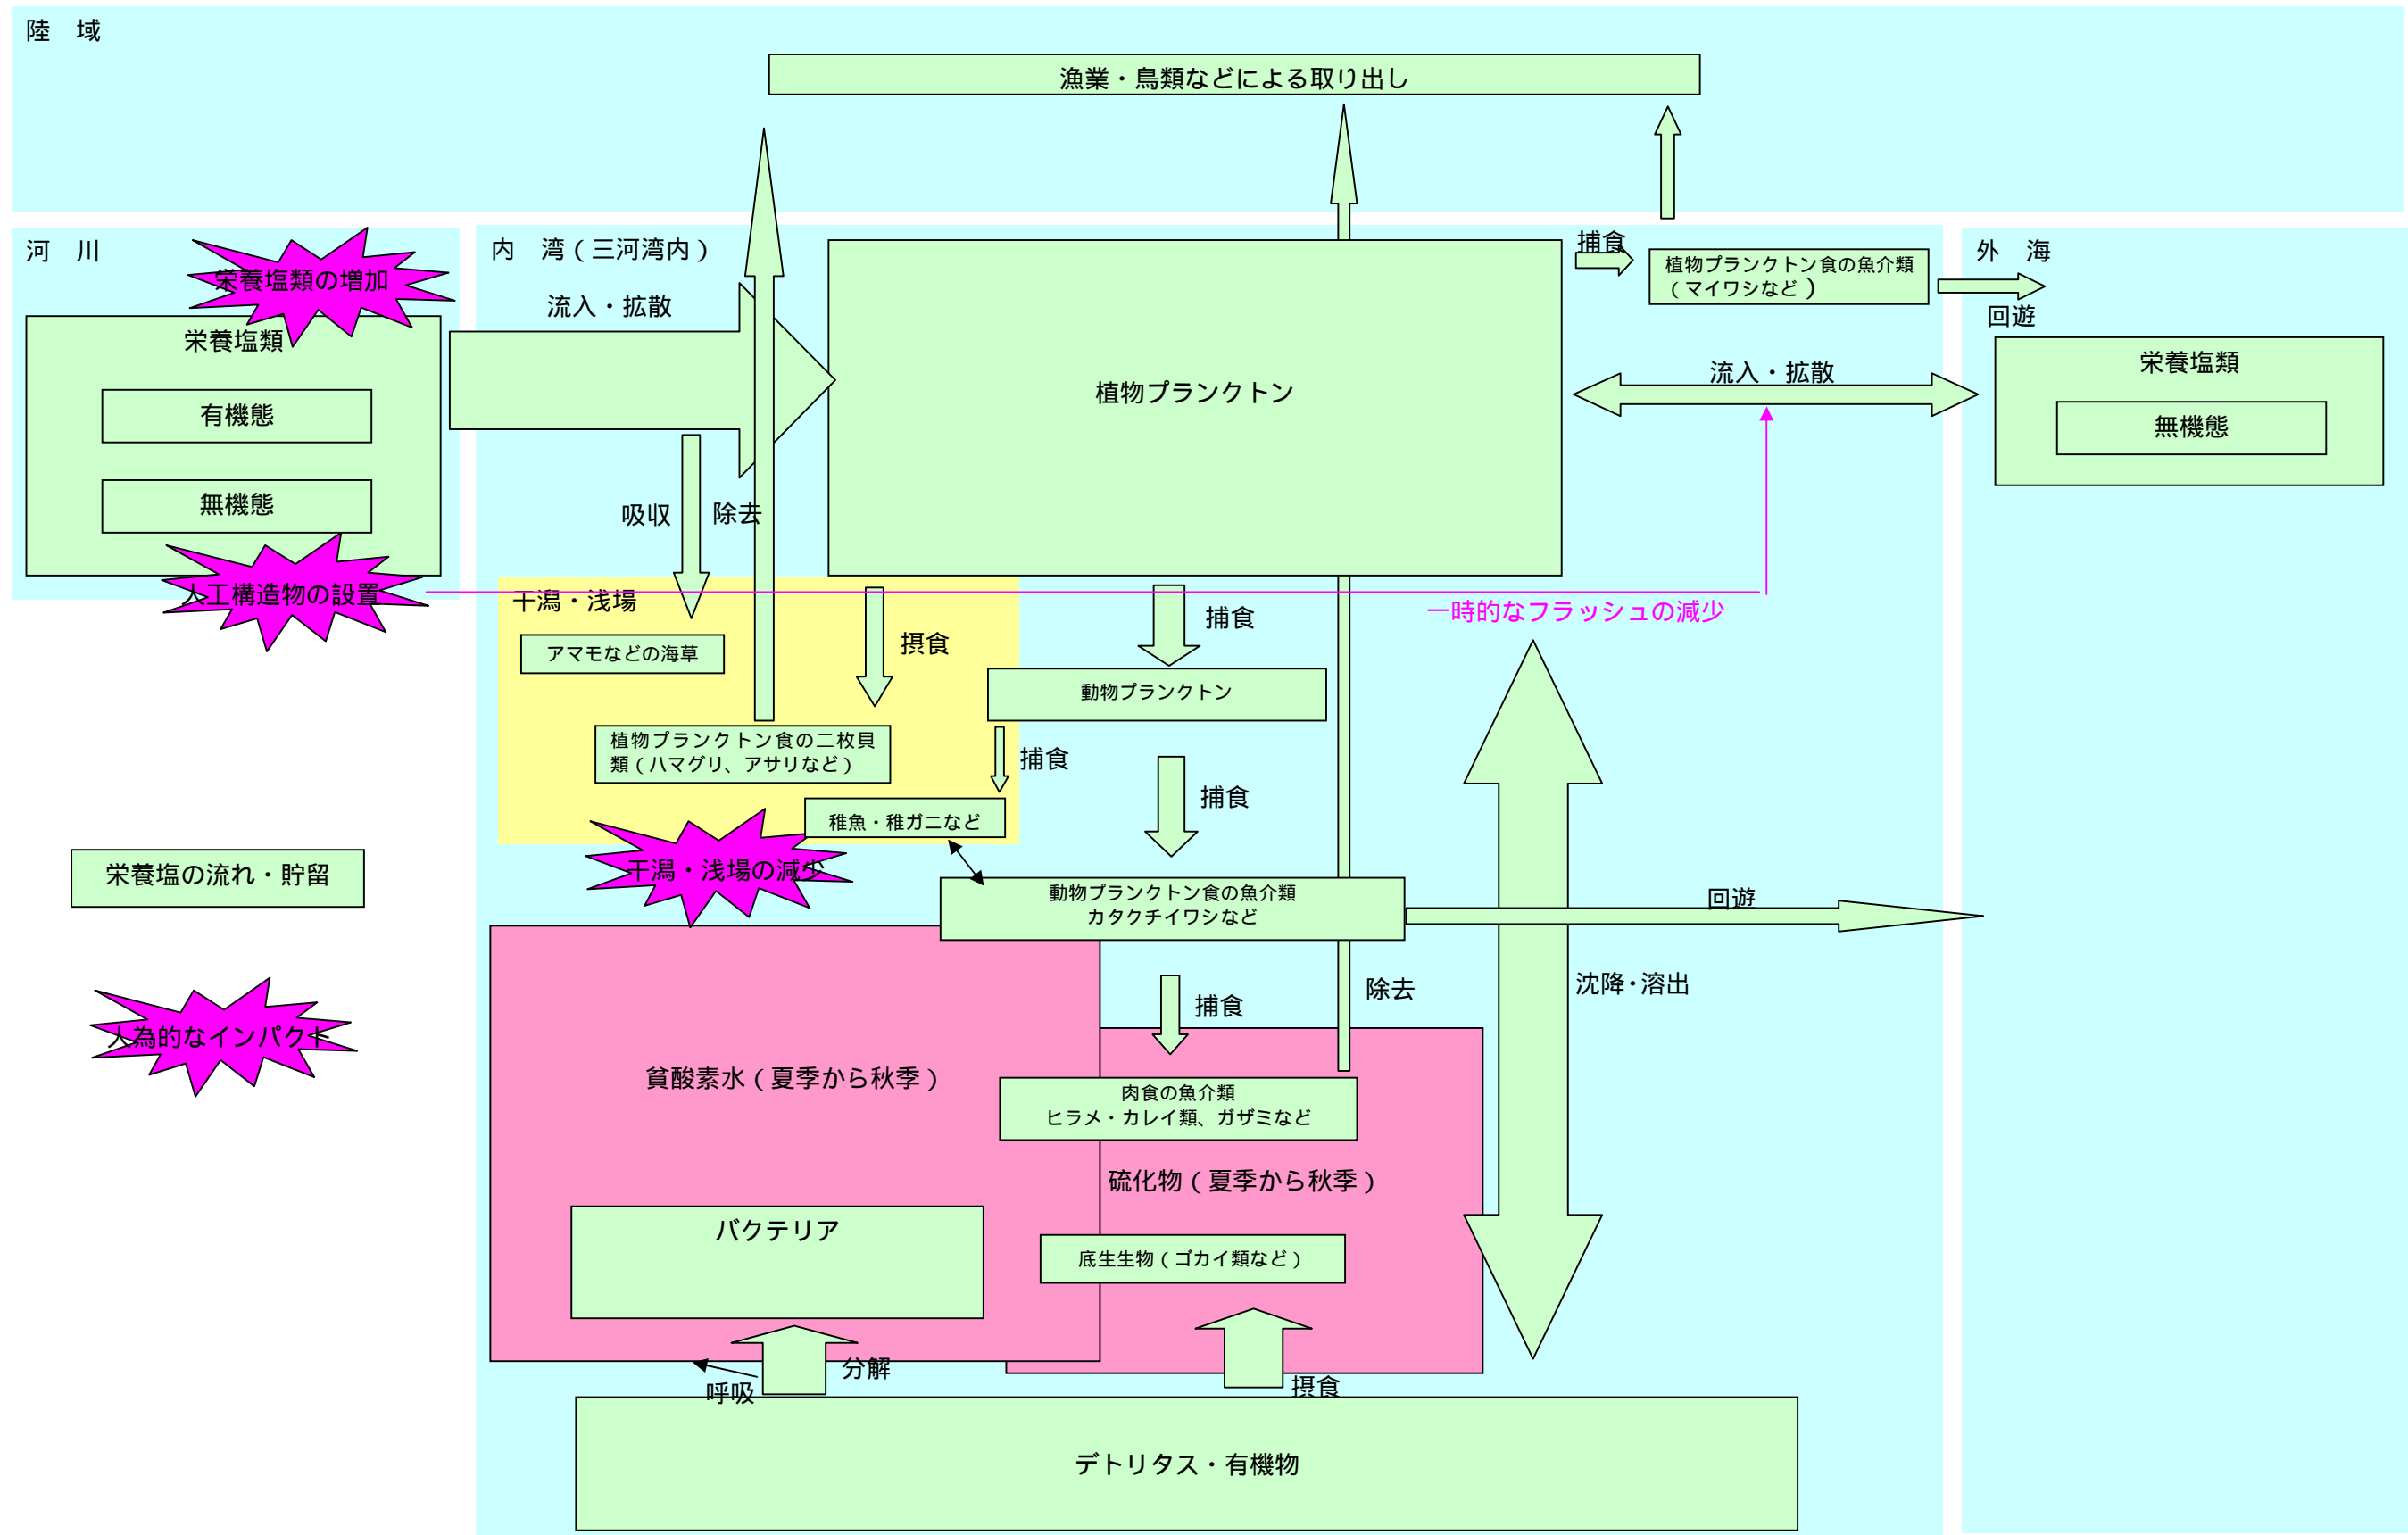 陸　域
漁業・鳥類などによる取り出し
河　川
栄養塩類の増加
栄養塩類
有機態
無機態
人工構造物の設置
内　湾（三河湾内）
流入・拡散
植物プランクトン
捕食
植物プランクトン食の魚介類
（マイワシなど）
外　海
回遊
流入・拡散
栄養塩類
無機態
吸収
除去
一時的なフラッシュの減少
干潟・浅場
アマモなどの海草
摂食
捕食
動物プランクトン
植物プランクトン食の二枚貝
類（ハマグリ、アサリなど）
捕食
捕食
稚魚・稚ガニなど
干潟・浅場の減少
動物プランクトン食の魚介類
カタクチイワシなど
回遊
栄養塩の流れ・貯留
人為的なインパクト
沈降・溶出
除去
捕食
貧酸素水（夏季から秋季）
肉食の魚介類
ヒラメ・カレイ類、ガザミなど
硫化物（夏季から秋季）
バクテリア
底生生物（ゴカイ類など）
分解
呼吸
摂食
デトリタス・有機物